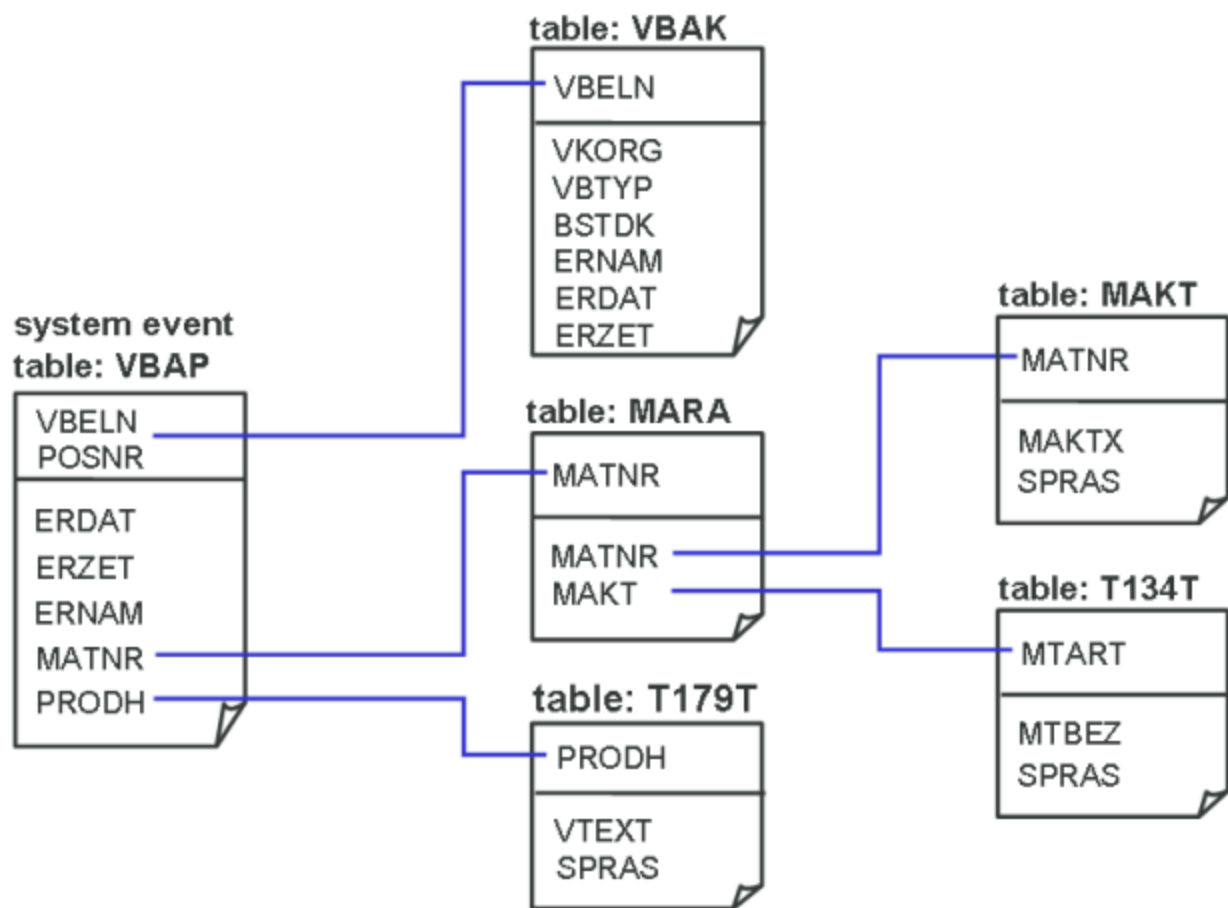 system event
table: VBAP
VBELN
POSNR
ERDAT
ERZET
ERNAM
MATNR
PRODH
table: VBAK
VBELN
VKORG
VBTYP
BSTDK
ERNAM
ERDAT
ERZET
table: MARA
MATNR
MATNR
MAKT
table: T179T
PRODH
VTEXT
SPRAS
table: MAKT
MATNR
MAKTX
SPRAS
table: T134T
MTART
MTBEZ
SPRAS